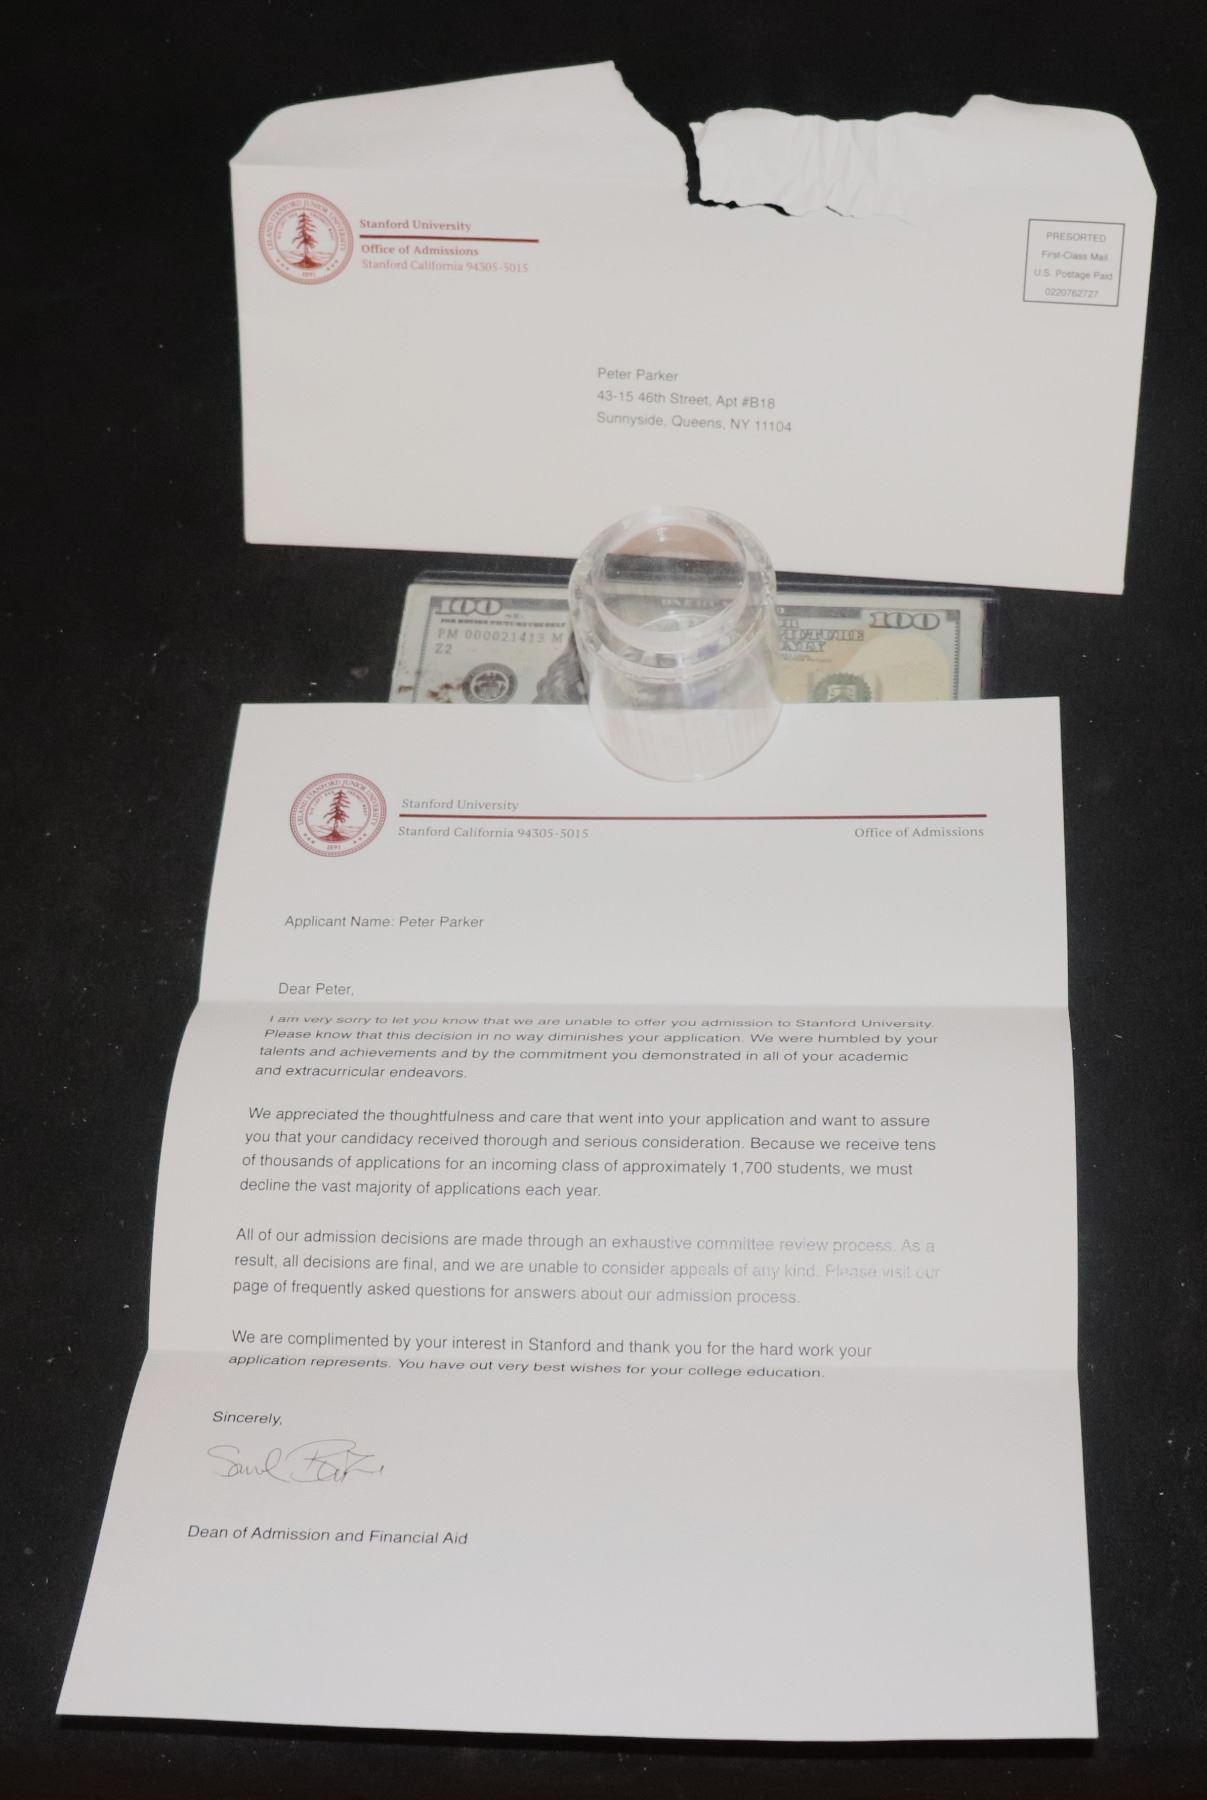 Stanford University
Office of Admissions
Stanford California 94305-5015
PRESORTED
First-Class Mail
U.S. Postage Paid
0220762727
Peter Parker
43-15 46th Street, Apt #B18
Sunnyside, Queens, NY 11104
100
100
PM 000021413 M
Z2
LELAND STANFORD JUNIOR UNIVERSITY
1891
Stanford University
Stanford California 94305-5015
Office of Admissions
Applicant Name: Peter Parker
Dear Peter,
I am very sorry to let you know that we are unable to offer you admission to Stanford University.
Please know that this decision in no way diminishes your application. We were humbled by your
talents and achievements and by the commitment you demonstrated in all of your academic
and extracurricular endeavors.
We appreciated the thoughtfulness and care that went into your application and want to assure
you that your candidacy received thorough and serious consideration. Because we receive tens
of thousands of applications for an incoming class of approximately 1,700 students, we must
decline the vast majority of applications each year.
All of our admission decisions are made through an exhaustive committee review process. As a
result, all decisions are final, and we are unable to consider appeals of any kind. Please visit our
page of frequently asked questions for answers about our admission process.
We are complimented by your interest in Stanford and thank you for the hard work your
application represents. You have out very best wishes for your college education.
Sincerely,
Dean of Admission and Financial Aid